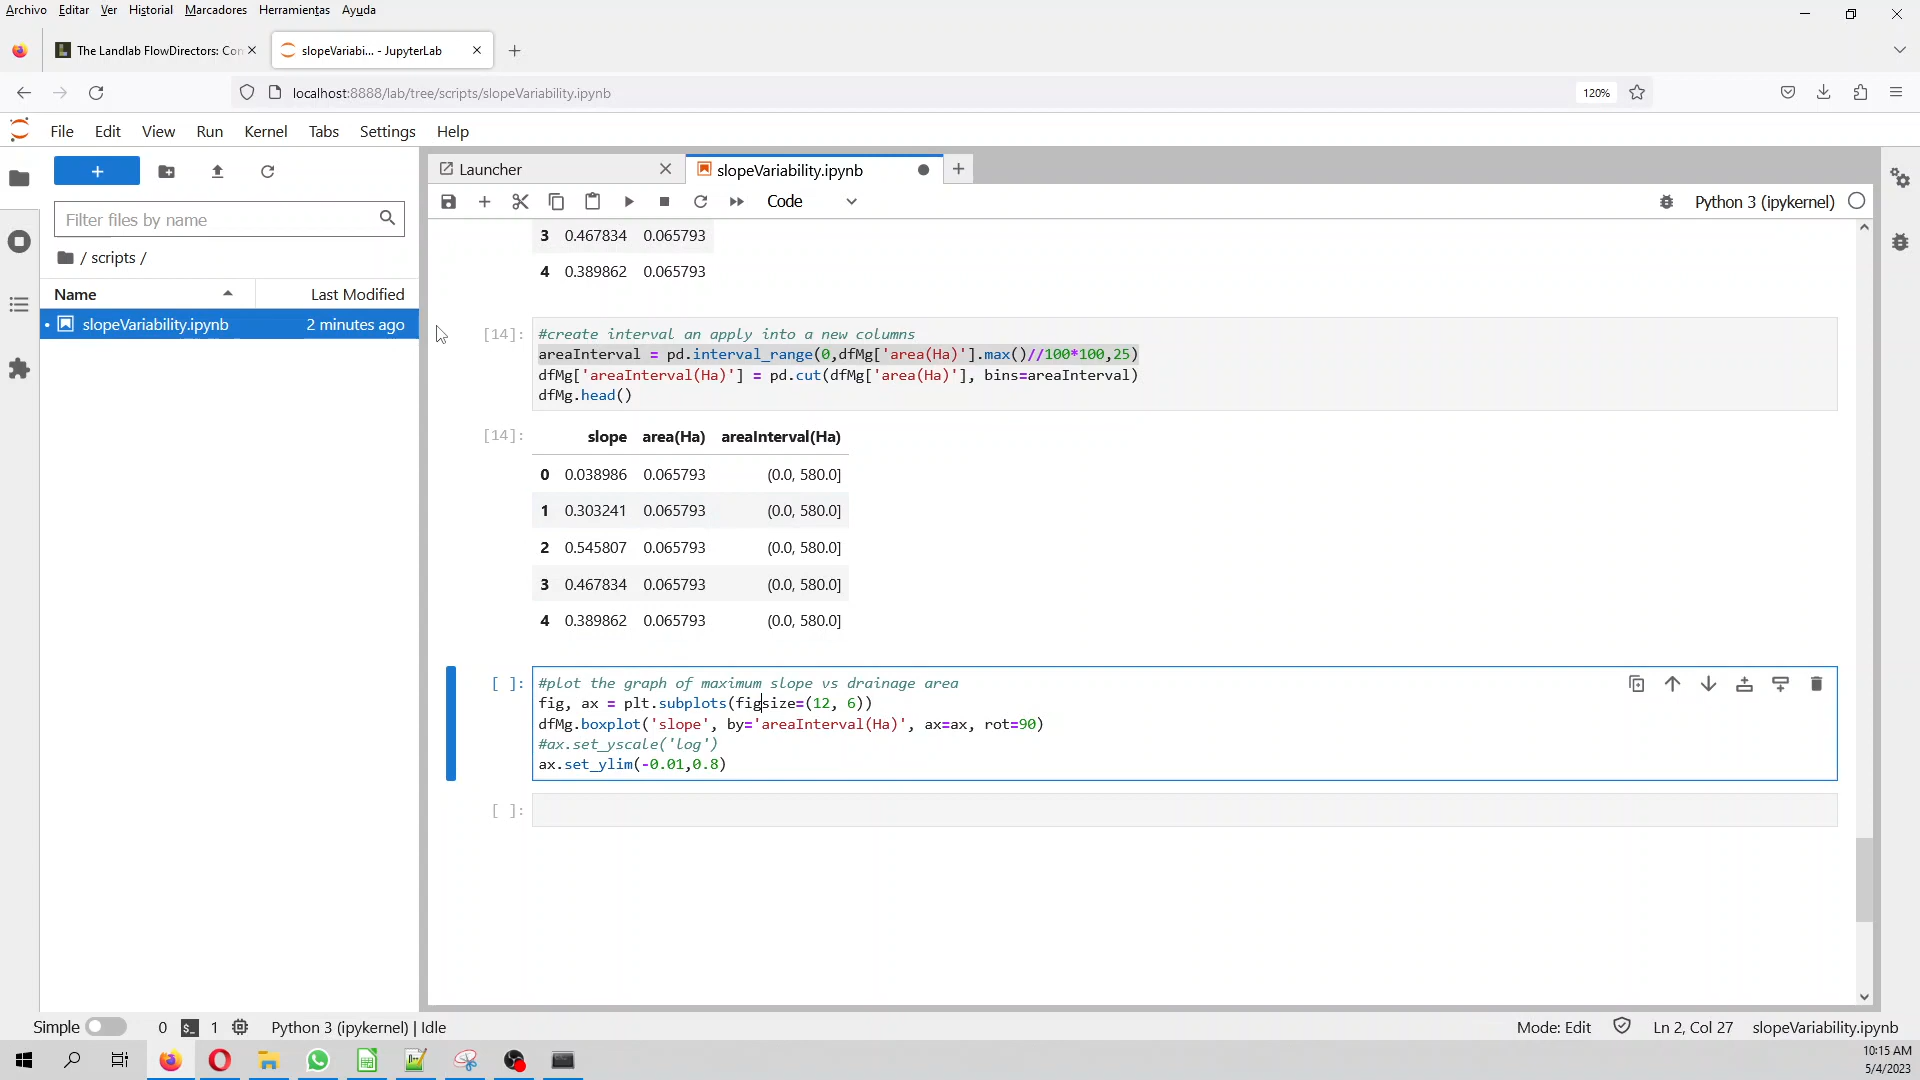 Archivo Editar Ver Historial Marcadores Herramientas Ayuda
The Landlab FlowDirectors: Con
slopeVariabi... - JupyterLab
localhost:8888/lab/tree/scripts/slopeVariability.ipynb
120%
File Edit View Run Kernel Tabs Settings Help
Launcher
slopeVariability.ipynb
Code
Python 3 (ipykernel)
Filter files by name
/ scripts /
Name Last Modified
slopeVariability.ipynb 2 minutes ago
3 0.467834 0.065793
4 0.389862 0.065793
[14]: #create interval an apply into a new columns
areaInterval = pd.interval_range(0,dfMg['area(Ha)'].max()//100*100,25)
dfMg['areaInterval(Ha)'] = pd.cut(dfMg['area(Ha)'], bins=areaInterval)
dfMg.head()
[14]: slope area(Ha) areaInterval(Ha)
0 0.038986 0.065793 (0.0, 580.0]
1 0.303241 0.065793 (0.0, 580.0]
2 0.545807 0.065793 (0.0, 580.0]
3 0.467834 0.065793 (0.0, 580.0]
4 0.389862 0.065793 (0.0, 580.0]
[ ]: #plot the graph of maximum slope vs drainage area
fig, ax = plt.subplots(figsize=(12, 6))
dfMg.boxplot('slope', by='areaInterval(Ha)', ax=ax, rot=90)
#ax.set_yscale('log')
ax.set_ylim(-0.01,0.8)
[ ]:
Simple 0 $_ 1 Python 3 (ipykernel) | Idle
Mode: Edit Ln 2, Col 27 slopeVariability.ipynb
10:15 AM
5/4/2023